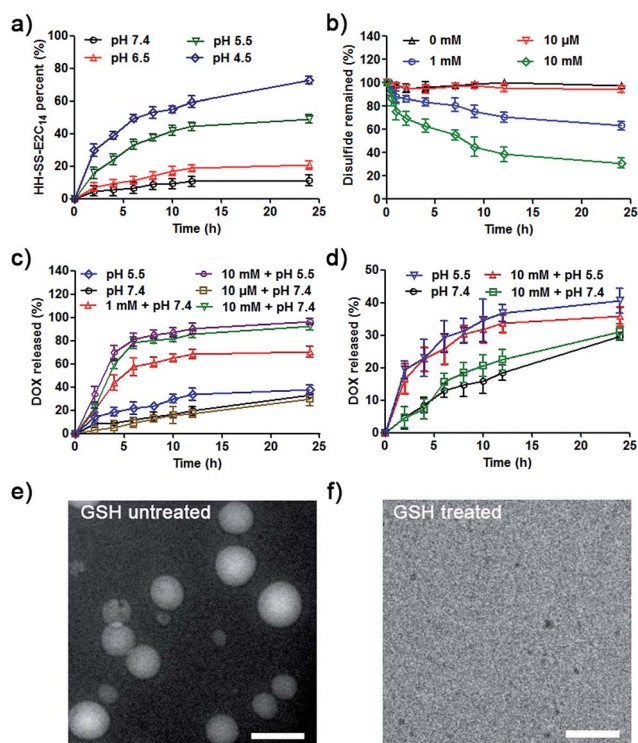 a)
pH 7.4 pH 5.5
pH 6.5 pH 4.5
HH-SS-E2C14 percent (%)
100
80
60
40
20
0
0 5 10 15 20 25
Time (h)
b)
0 mM 10 μM
1 mM 10 mM
Disulfide remained (%)
140
120
100
80
60
40
20
0
0 5 10 15 20 25
Time (h)
c)
pH 5.5 10 mM + pH 5.5
pH 7.4 10 μM + pH 7.4
1 mM + pH 7.4 10 mM + pH 7.4
DOX released (%)
140
120
100
80
60
40
20
0
0 5 10 15 20 25
Time (h)
d)
pH 5.5 10 mM + pH 5.5
pH 7.4 10 mM + pH 7.4
DOX released (%)
50
40
30
20
10
0
0 5 10 15 20 25
Time (h)
e)
GSH untreated
f)
GSH treated